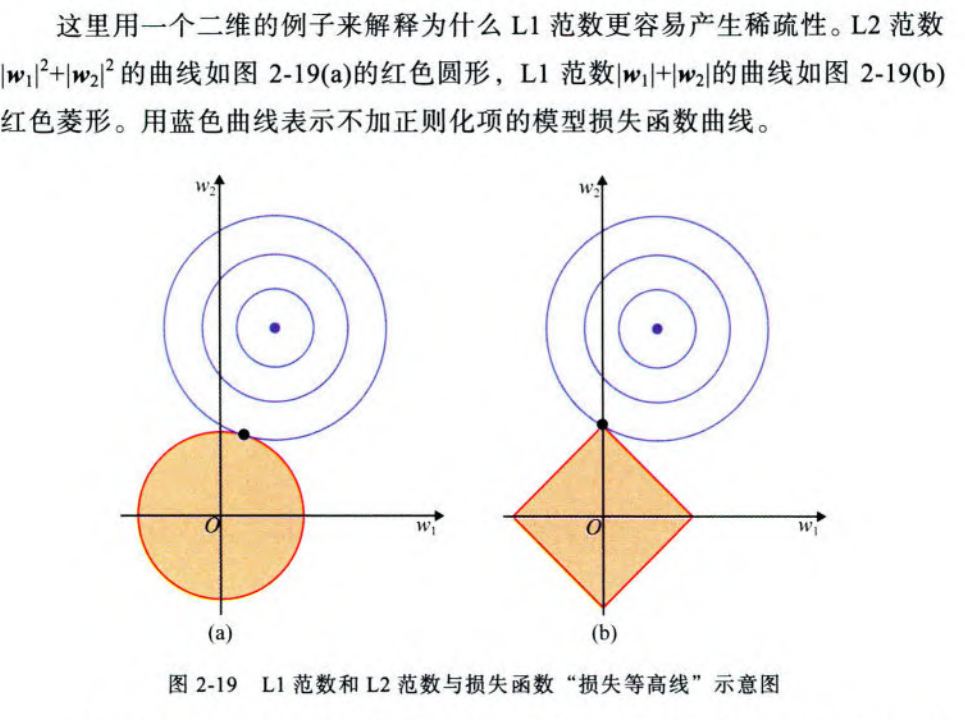 这里用一个二维的例子来解释为什么 L1 范数更容易产生稀疏性。L2 范数
|w₁|²+|w₂|² 的曲线如图 2-19(a)的红色圆形，L1 范数|w₁|+|w₂|的曲线如图 2-19(b)
红色菱形。用蓝色曲线表示不加正则化项的模型损失函数曲线。
w₂
w₂
O
w₁
O
w₁
(a)
(b)
图 2-19 L1 范数和 L2 范数与损失函数“损失等高线”示意图